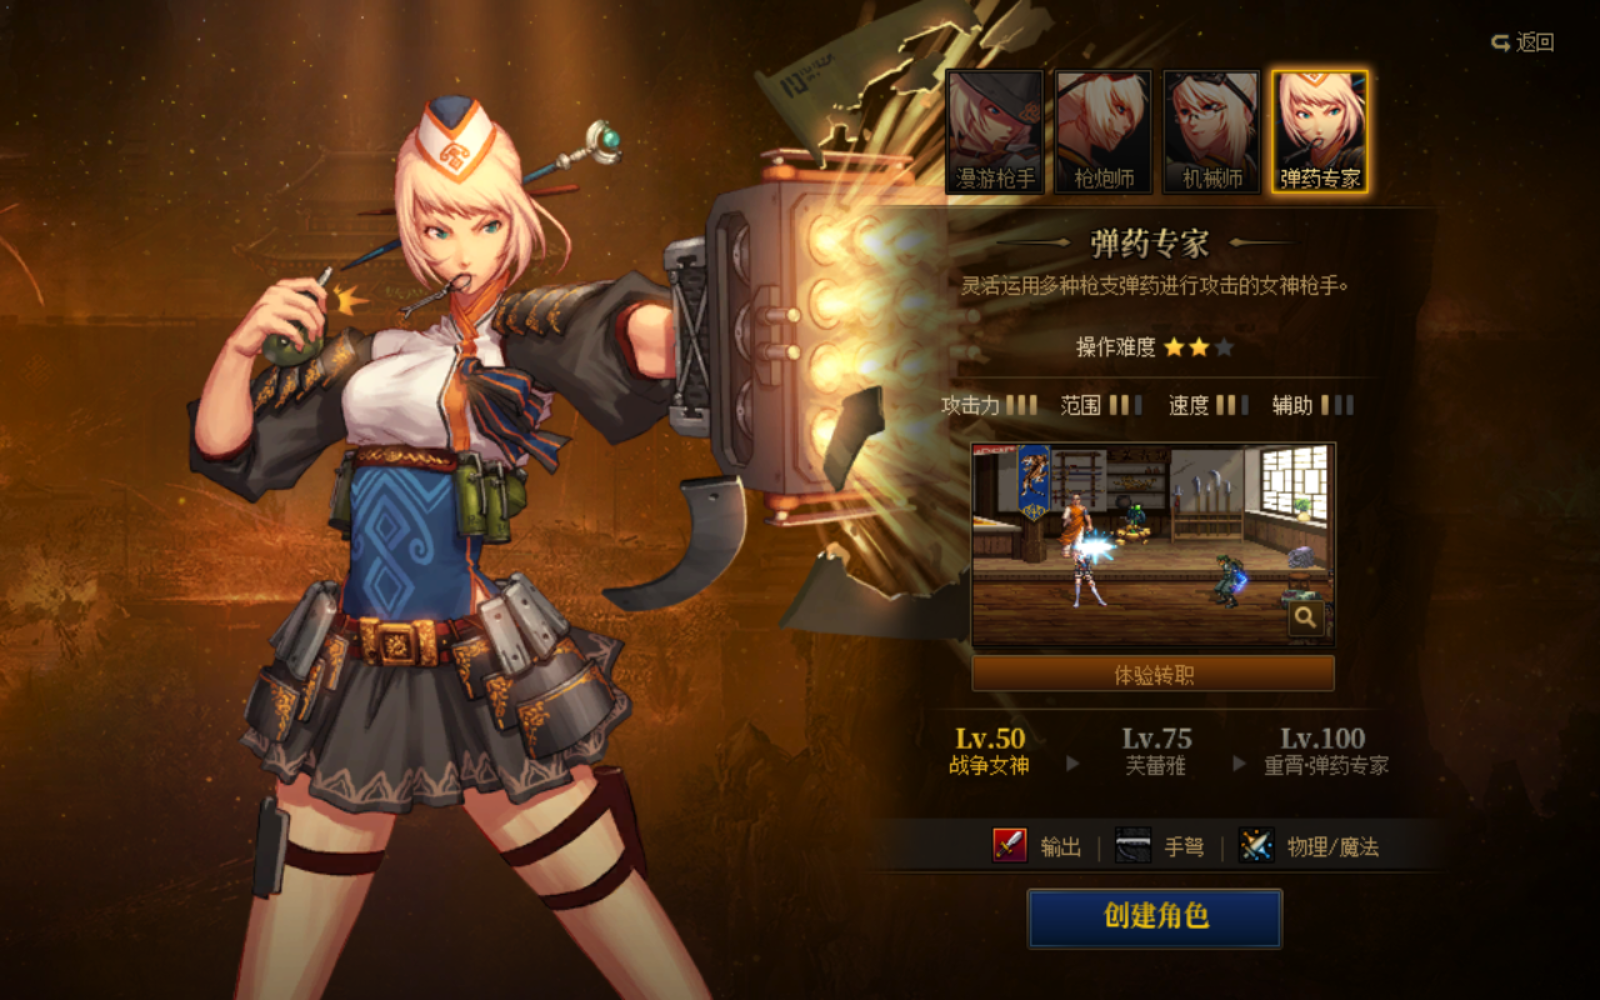 返回
漫游枪手
枪炮师
机械师
弹药专家
弹药专家
灵活运用多种枪支弹药进行攻击的女神枪手。
操作难度
攻击力 范围 速度 辅助
体验转职
Lv.50 Lv.75 Lv.100
战争女神 芙蕾雅 重霄·弹药专家
输出 | 手弩 | 物理/魔法
创建角色